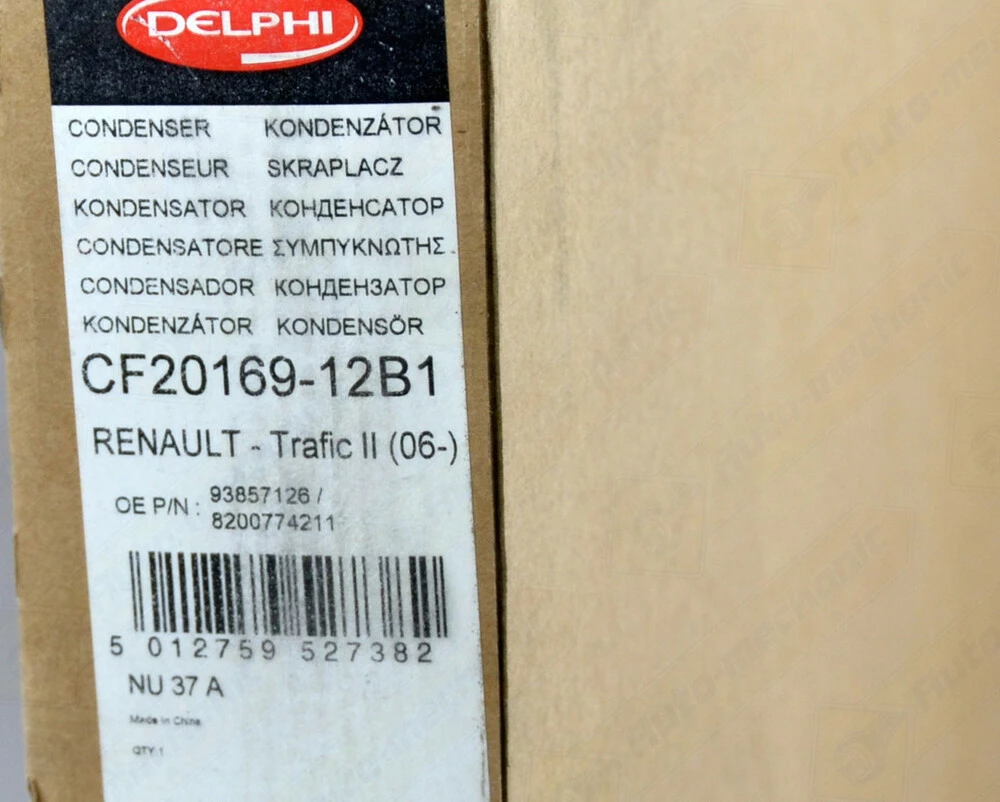 DELPHI
CONDENSER KONDENZÁTOR
CONDENSEUR SKRAPLACZ
KONDENSATOR КОНДЕНСАТОР
CONDENSATORE ΣΥΜΠΥΚΝΩΤΗΣ
CONDENSADOR КОНДЕНЗАТОР
KONDENZÁTOR KONDENSÖR
CF20169-12B1
RENAULT - Trafic II (06-)
OE P/N : 93857126 /
8200774211
5 012759 527382
NU 37 A
Made in China
QTY:1